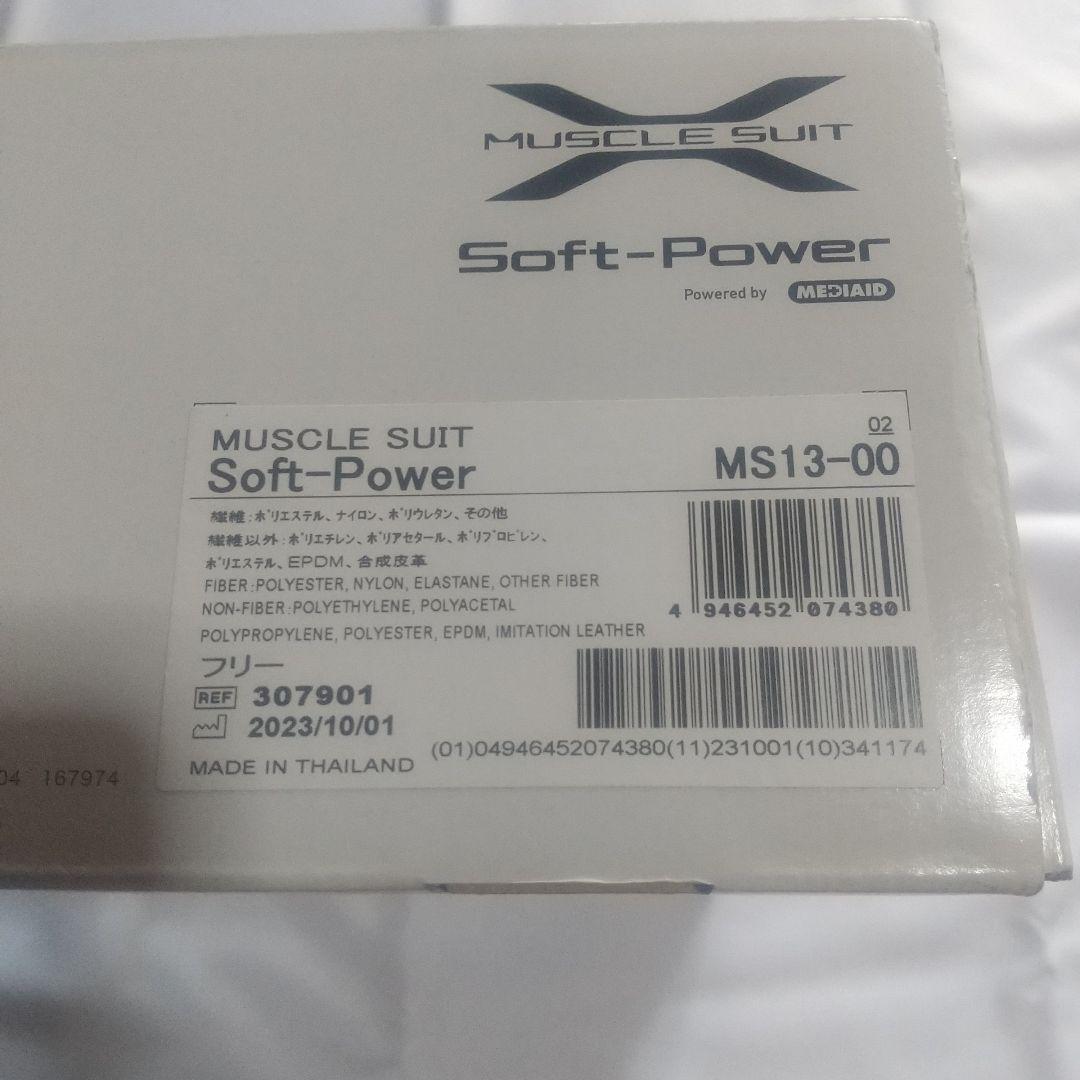 MUSCLE SUIT
Soft-Power
Powered by MEDIAID
02
MUSCLE SUIT
Soft-Power MS13-00
繊維:ポリエステル、ナイロン、ポリウレタン、その他
繊維以外:ポリエチレン、ポリアセタール、ポリプロピレン、
ポリエステル、EPDM、合成皮革
FIBER:POLYESTER, NYLON, ELASTANE, OTHER FIBER
NON-FIBER:POLYETHYLENE, POLYACETAL
POLYPROPYLENE, POLYESTER, EPDM, IMITATION LEATHER
4 946452 074380
フリー
REF 307901
2023/10/01
(01)04946452074380(11)231001(10)341174
MADE IN THAILAND
04 167974